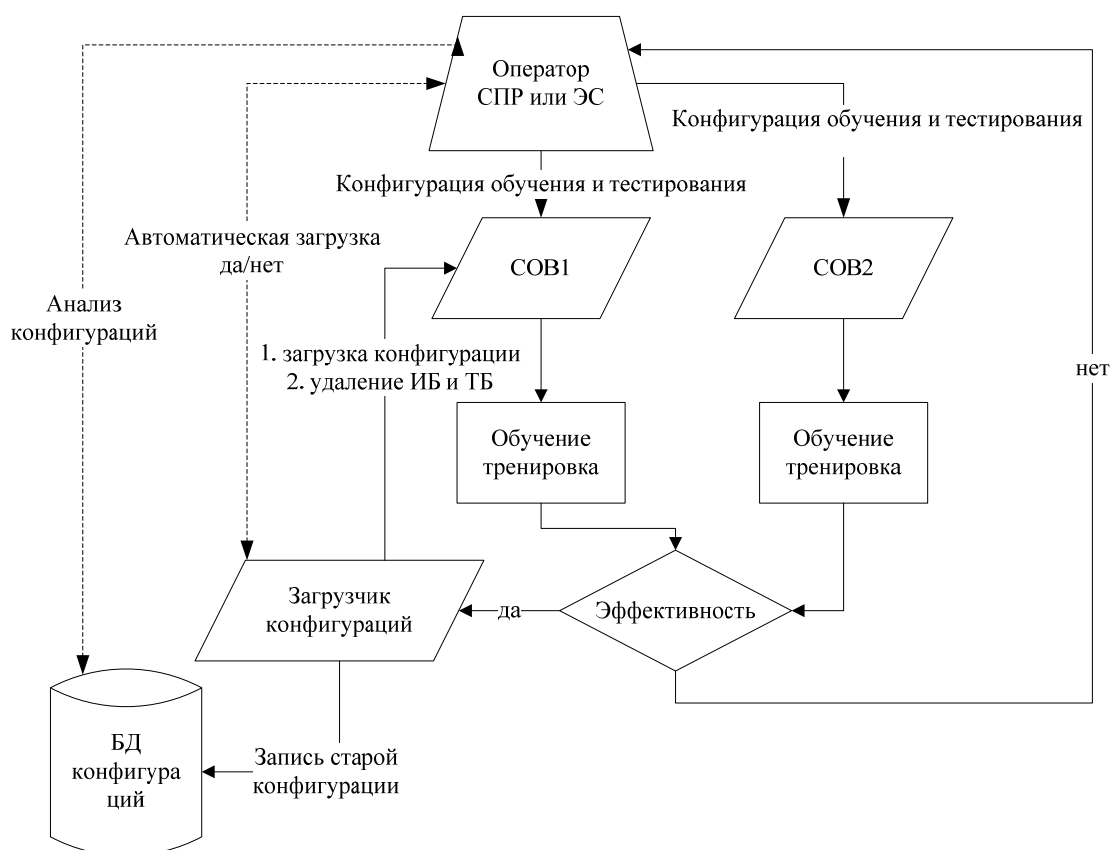 Оператор
СПР или ЭС
Конфигурация обучения и тестирования
Конфигурация обучения и тестирования
Автоматическая загрузка
да/нет
СОВ1
СОВ2
Анализ
конфигураций
1. загрузка конфигурации
2. удаление ИБ и ТБ
нет
Обучение
тренировка
Обучение
тренировка
Загрузчик
конфигураций
да
Эффективность
БД
конфигура
ций
Запись старой
конфигурации